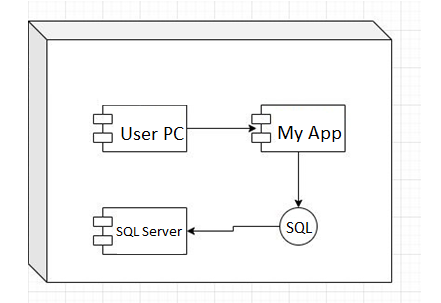 User PC
My App
SQL Server
SQL